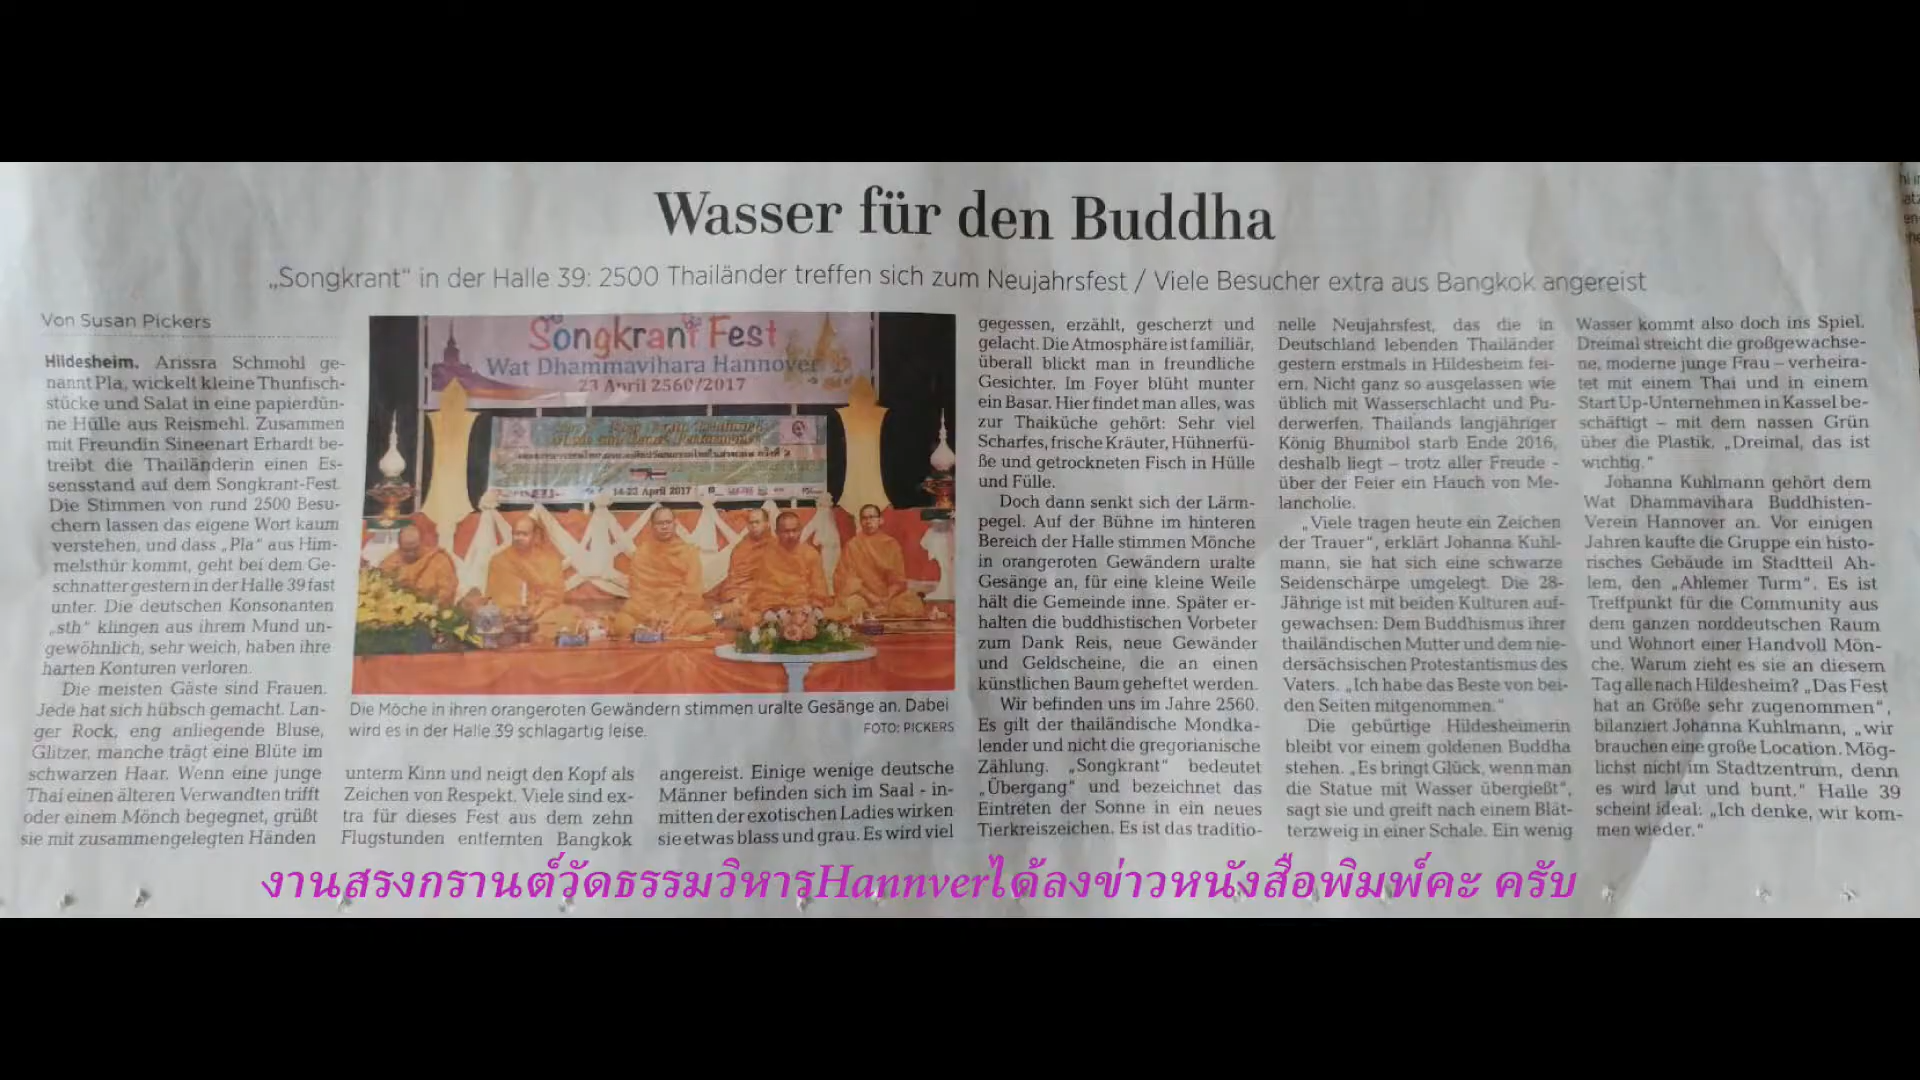 Wasser für den Buddha
„Songkrant“ in der Halle 39: 2500 Thailänder treffen sich zum Neujahrsfest / Viele Besucher extra aus Bangkok angereist
Von Susan Pickers
Hildesheim. Arissra Schmohl ge-
nannt Pla, wickelt kleine Thunfisch-
stücke und Salat in eine papierdün-
ne Hülle aus Reismehl. Zusammen
mit Freundin Sineenart Erhardt be-
treibt die Thailänderin einen Es-
sensstand auf dem Songkrant-Fest.
Die Stimmen von rund 2500 Besu-
chern lassen das eigene Wort kaum
verstehen, und dass „Pla“ aus Him-
melsthür kommt, geht bei dem Ge-
schnatter gestern in der Halle 39 fast
unter. Die deutschen Konsonanten
„sth“ klingen aus ihrem Mund un-
gewöhnlich, sehr weich, haben ihre
harten Konturen verloren.
Die meisten Gäste sind Frauen.
Jede hat sich hübsch gemacht. Lan-
ger Rock, eng anliegende Bluse,
Glitzer, manche trägt eine Blüte im
schwarzen Haar. Wenn eine junge
Thai einen älteren Verwandten trifft
oder einem Mönch begegnet, grüßt
sie mit zusammengelegten Händen
Songkrant Fest
Wat Dhammavihara Hannover
23 April 2560/2017
14-23 April 2017
Die Möche in ihren orangeroten Gewändern stimmen uralte Gesänge an. Dabei
wird es in der Halle 39 schlagartig leise.
FOTO: PICKERS
unterm Kinn und neigt den Kopf als
Zeichen von Respekt. Viele sind ex-
tra für dieses Fest aus dem zehn
Flugstunden entfernten Bangkok
angereist. Einige wenige deutsche
Männer befinden sich im Saal - in-
mitten der exotischen Ladies wirken
sie etwas blass und grau. Es wird viel
gegessen, erzählt, gescherzt und
gelacht. Die Atmosphäre ist familiär,
überall blickt man in freundliche
Gesichter. Im Foyer blüht munter
ein Basar. Hier findet man alles, was
zur Thaiküche gehört: Sehr viel
Scharfes, frische Kräuter, Hühnerfü-
ße und getrockneten Fisch in Hülle
und Fülle.
Doch dann senkt sich der Lärm-
pegel. Auf der Bühne im hinteren
Bereich der Halle stimmen Mönche
in orangeroten Gewändern uralte
Gesänge an, für eine kleine Weile
hält die Gemeinde inne. Später er-
halten die buddhistischen Vorbeter
zum Dank Reis, neue Gewänder
und Geldscheine, die an einen
künstlichen Baum geheftet werden.
Wir befinden uns im Jahre 2560.
Es gilt der thailändische Mondka-
lender und nicht die gregorianische
Zählung. „Songkrant“ bedeutet
„Übergang“ und bezeichnet das
Eintreten der Sonne in ein neues
Tierkreiszeichen. Es ist das traditio-
nelle Neujahrsfest, das die in
Deutschland lebenden Thailänder
gestern erstmals in Hildesheim fei-
ern. Nicht ganz so ausgelassen wie
üblich mit Wasserschlacht und Pu-
derwerfen, Thailands langjähriger
König Bhumibol starb Ende 2016,
deshalb liegt – trotz aller Freude -
über der Feier ein Hauch von Me-
lancholie.
„Viele tragen heute ein Zeichen
der Trauer“, erklärt Johanna Kuhl-
mann, sie hat sich eine schwarze
Seidenschärpe umgelegt. Die 28-
Jährige ist mit beiden Kulturen auf-
gewachsen: Dem Buddhismus ihrer
thailändischen Mutter und dem nie-
dersächsischen Protestantismus des
Vaters. „Ich habe das Beste von bei-
den Seiten mitgenommen.“
Die gebürtige Hildesheimerin
bleibt vor einem goldenen Buddha
stehen. „Es bringt Glück, wenn man
die Statue mit Wasser übergießt“,
sagt sie und greift nach einem Blät-
terzweig in einer Schale. Ein wenig
Wasser kommt also doch ins Spiel.
Dreimal streicht die großgewachse-
ne, moderne junge Frau – verheira-
tet mit einem Thai und in einem
Start Up-Unternehmen in Kassel be-
schäftigt – mit dem nassen Grün
über die Plastik. „Dreimal, das ist
wichtig.“
Johanna Kuhlmann gehört dem
Wat Dhammavihara Buddhisten-
Verein Hannover an. Vor einigen
Jahren kaufte die Gruppe ein histo-
risches Gebäude im Stadtteil Ah-
lem, den „Ahlemer Turm“. Es ist
Treffpunkt für die Community aus
dem ganzen norddeutschen Raum
und Wohnort einer Handvoll Mön-
che. Warum zieht es sie an diesem
Tag alle nach Hildesheim? „Das Fest
hat an Größe sehr zugenommen“,
bilanziert Johanna Kuhlmann, „wir
brauchen eine große Location. Mög-
lichst nicht im Stadtzentrum, denn
es wird laut und bunt.“ Halle 39
scheint ideal: „Ich denke, wir kom-
men wieder.“
งานสรงกรานต์วัดธรรมวิหารHannverได้ลงข่าวหนังสือพิมพ์คะ ครับ